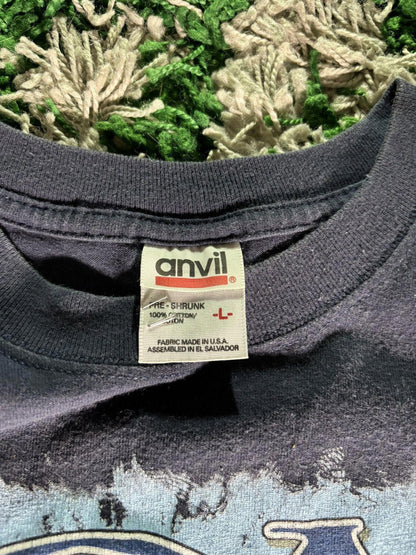 anvil®
PRE-SHRUNK
100% COTTON/
-L-
FABRIC MADE IN U.S.A.
ASSEMBLED IN EL SALVADOR